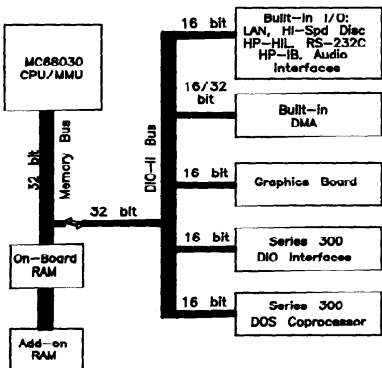 MC68030
CPU/MMU
32 bit
Memory Bus
32 bit
On-Board
RAM
Add-on
RAM
DIO-II Bus
16 bit
Built-in I/O:
LAN, Hi-Spd Disc
HP-HIL, RS-232C
HP-IB, Audio
Interfaces
16/32
bit
Built-in
DMA
16 bit
Graphics Board
16 bit
Series 300
DIO Interfaces
16 bit
Series 300
DOS Coprocessor